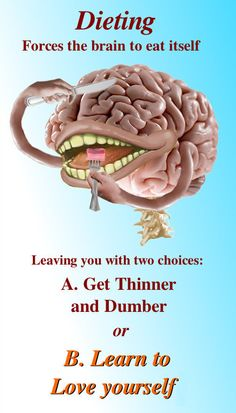 Dieting
Forces the brain to eat itself
Leaving you with two choices:
A. Get Thinner
and Dumber
or
B. Learn to
Love yourself